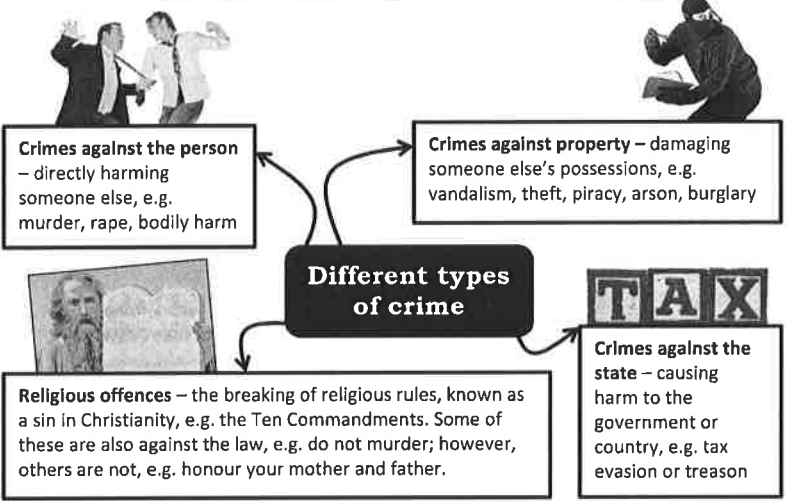 Crimes against the person
– directly harming
someone else, e.g.
murder, rape, bodily harm
Crimes against property – damaging
someone else's possessions, e.g.
vandalism, theft, piracy, arson, burglary
Different types
of crime
TAX
Religious offences – the breaking of religious rules, known as
a sin in Christianity, e.g. the Ten Commandments. Some of
these are also against the law, e.g. do not murder; however,
others are not, e.g. honour your mother and father.
Crimes against the
state – causing
harm to the
government or
country, e.g. tax
evasion or treason